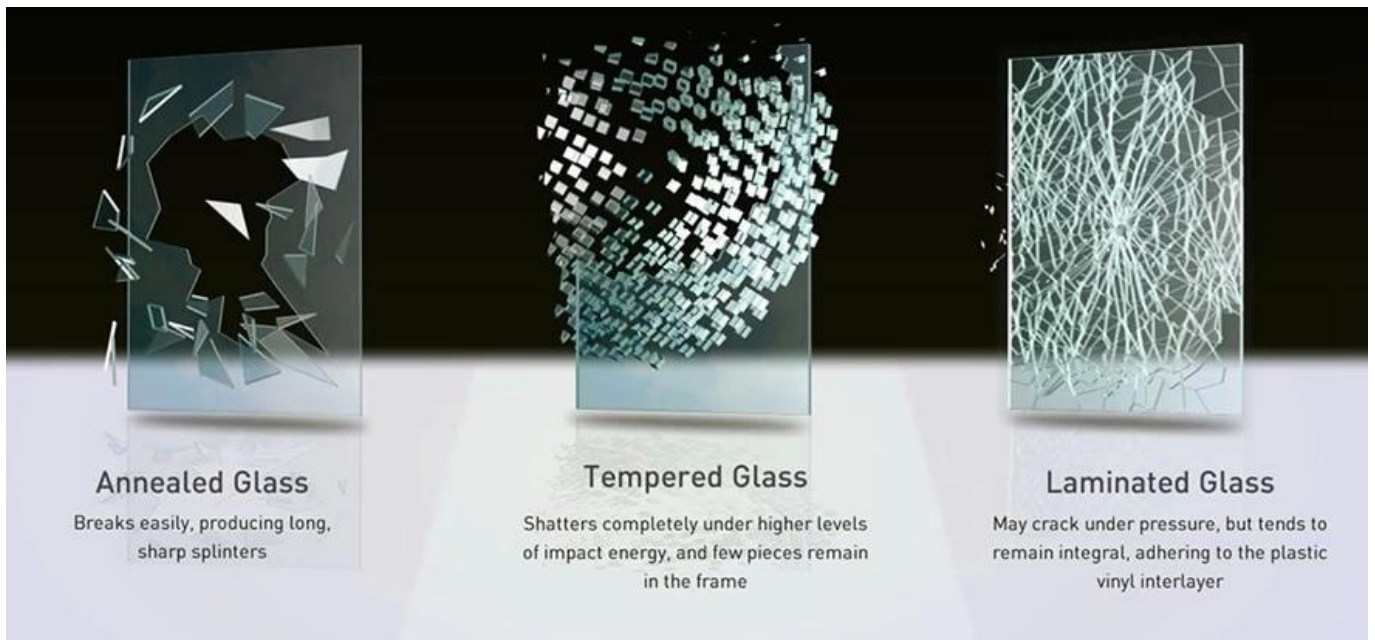 Annealed Glass
Breaks easily, producing long,
sharp splinters
Tempered Glass
Shatters completely under higher levels
of impact energy, and few pieces remain
in the frame
Laminated Glass
May crack under pressure, but tends to
remain integral, adhering to the plastic
vinyl interlayer